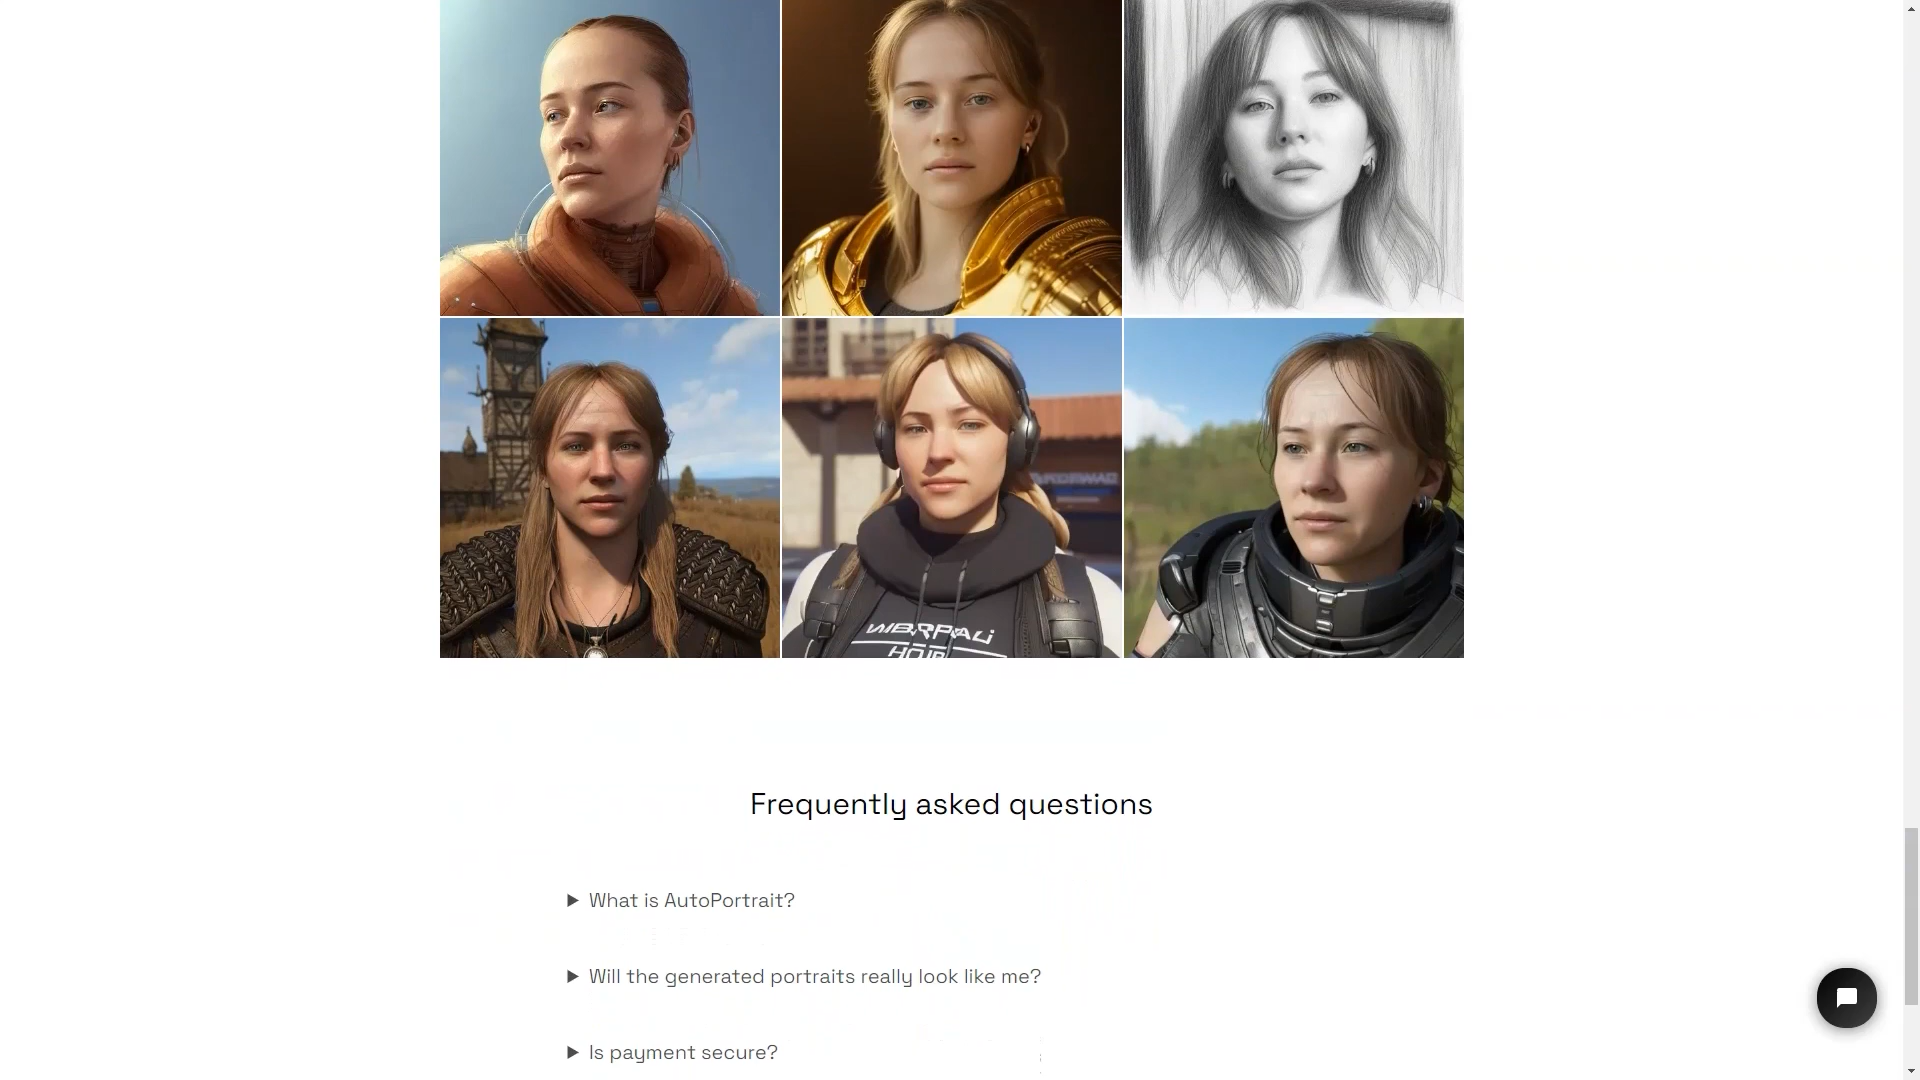 Frequently asked questions
What is AutoPortrait?
Will the generated portraits really look like me?
Is payment secure?